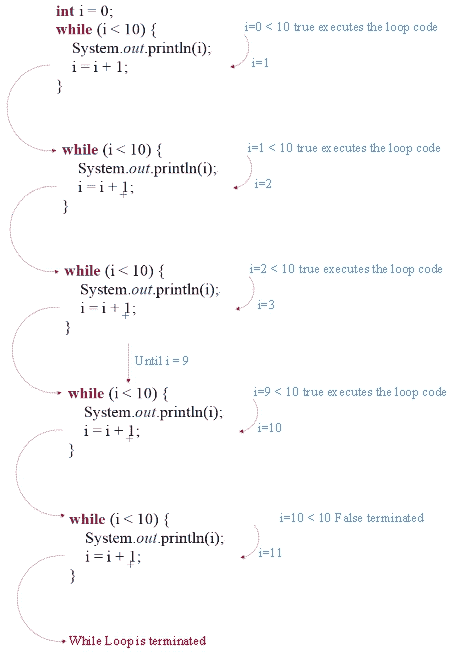 int i = 0;
while (i < 10) { i=0 < 10 true executes the loop code
System.out.println(i);
i = i + 1; i=1
}
while (i < 10) { i=1 < 10 true executes the loop code
System.out.println(i);
i = i + 1; i=2
}
while (i < 10) { i=2 < 10 true executes the loop code
System.out.println(i);
i = i + 1; i=3
}
Until i = 9
while (i < 10) { i=9 < 10 true executes the loop code
System.out.println(i);
i = i + 1; i=10
}
while (i < 10) { i=10 < 10 False terminated
System.out.println(i);
i = i + 1; i=11
}
While Loop is terminated